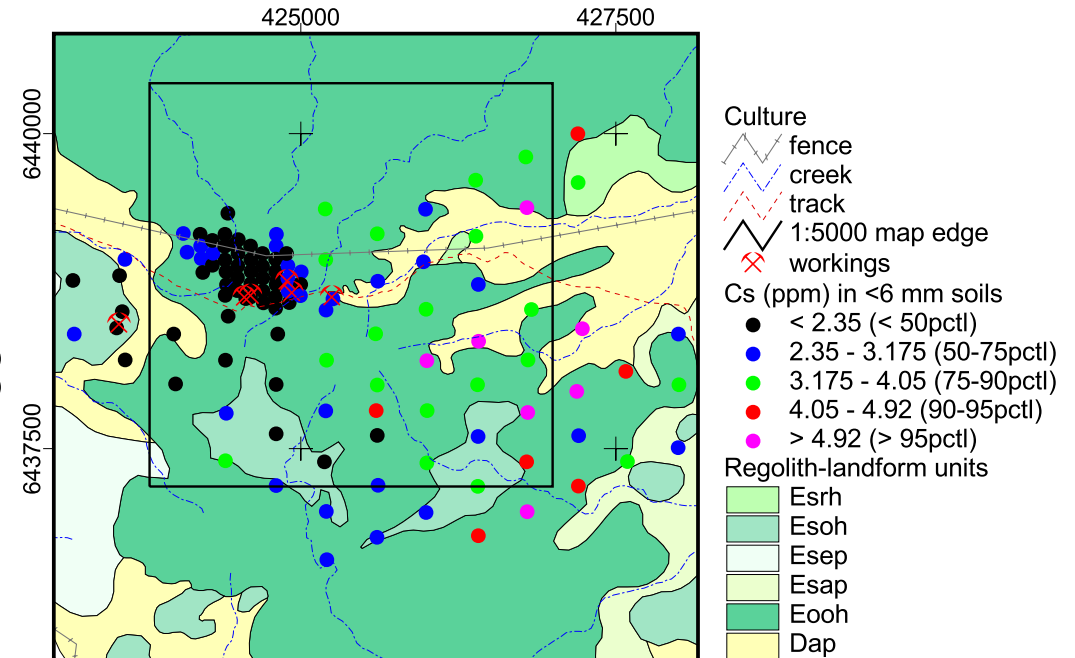 425000
427500
6440000
6437500
Culture
fence
creek
track
1:5000 map edge
workings
Cs (ppm) in <6 mm soils
< 2.35 (< 50pctl)
2.35 - 3.175 (50-75pctl)
3.175 - 4.05 (75-90pctl)
4.05 - 4.92 (90-95pctl)
> 4.92 (> 95pctl)
Regolith-landform units
Esrh
Esoh
Esep
Esap
Eooh
Dap